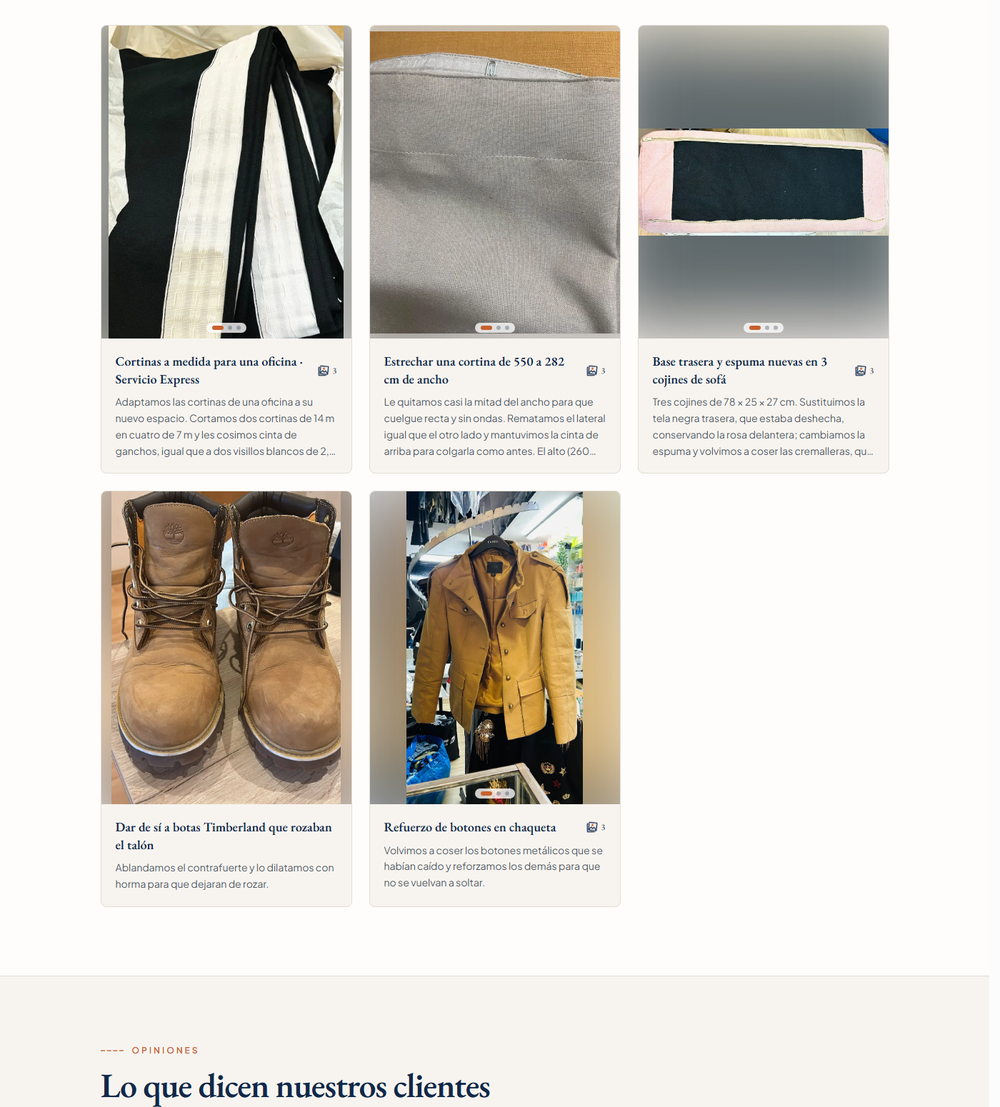 Cortinas a medida para una oficina ·
Servicio Express
3
Adaptamos las cortinas de una oficina a su
nuevo espacio. Cortamos dos cortinas de 14 m
en cuatro de 7 m y les cosimos cinta de
ganchos, igual que a dos visillos blancos de 2,…
Estrechar una cortina de 550 a 282
cm de ancho
3
Le quitamos casi la mitad del ancho para que
cuelgue recta y sin ondas. Rematamos el lateral
igual que el otro lado y mantuvimos la cinta de
arriba para colgarla como antes. El alto (260…
Base trasera y espuma nuevas en 3
cojines de sofá
3
Tres cojines de 78 × 25 × 27 cm. Sustituimos la
tela negra trasera, que estaba deshecha,
conservando la rosa delantera; cambiamos la
espuma y volvimos a coser las cremalleras, qu…
Dar de sí a botas Timberland que rozaban
el talón
Ablandamos el contrafuerte y lo dilatamos con
horma para que dejaran de rozar.
Refuerzo de botones en chaqueta
3
Volvimos a coser los botones metálicos que se
habían caído y reforzamos los demás para que
no se vuelvan a soltar.
OPINIONES
Lo que dicen nuestros clientes